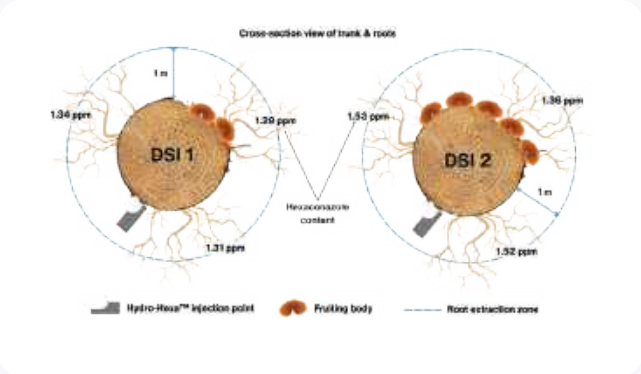 Cross-section view of trunk & roots
1 m
1.34 ppm
1.29 ppm
DSI 1
1.31 ppm
1.53 ppm
1.36 ppm
DSI 2
1 m
1.52 ppm
Hexaconazole
content
Hydro-Hexa™ injection point
Fruiting body
Root extraction zone